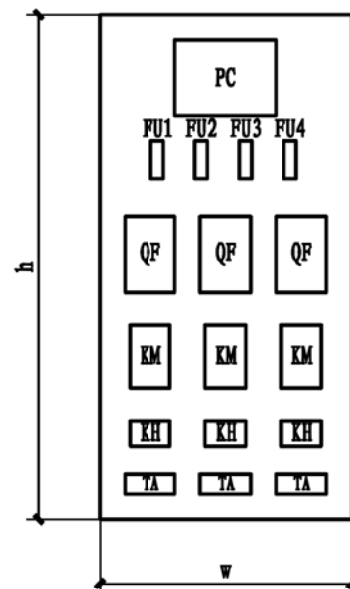 PC
FU1 FU2 FU3 FU4
QF QF QF
KM KM KM
KH KH KH
TA TA TA
h
w